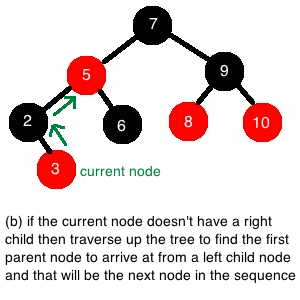 7
5
9
2
6
8
10
3
current node
(b) if the current node doesn't have a right
child then traverse up the tree to find the first
parent node to arrive at from a left child node
and that will be the next node in the sequence